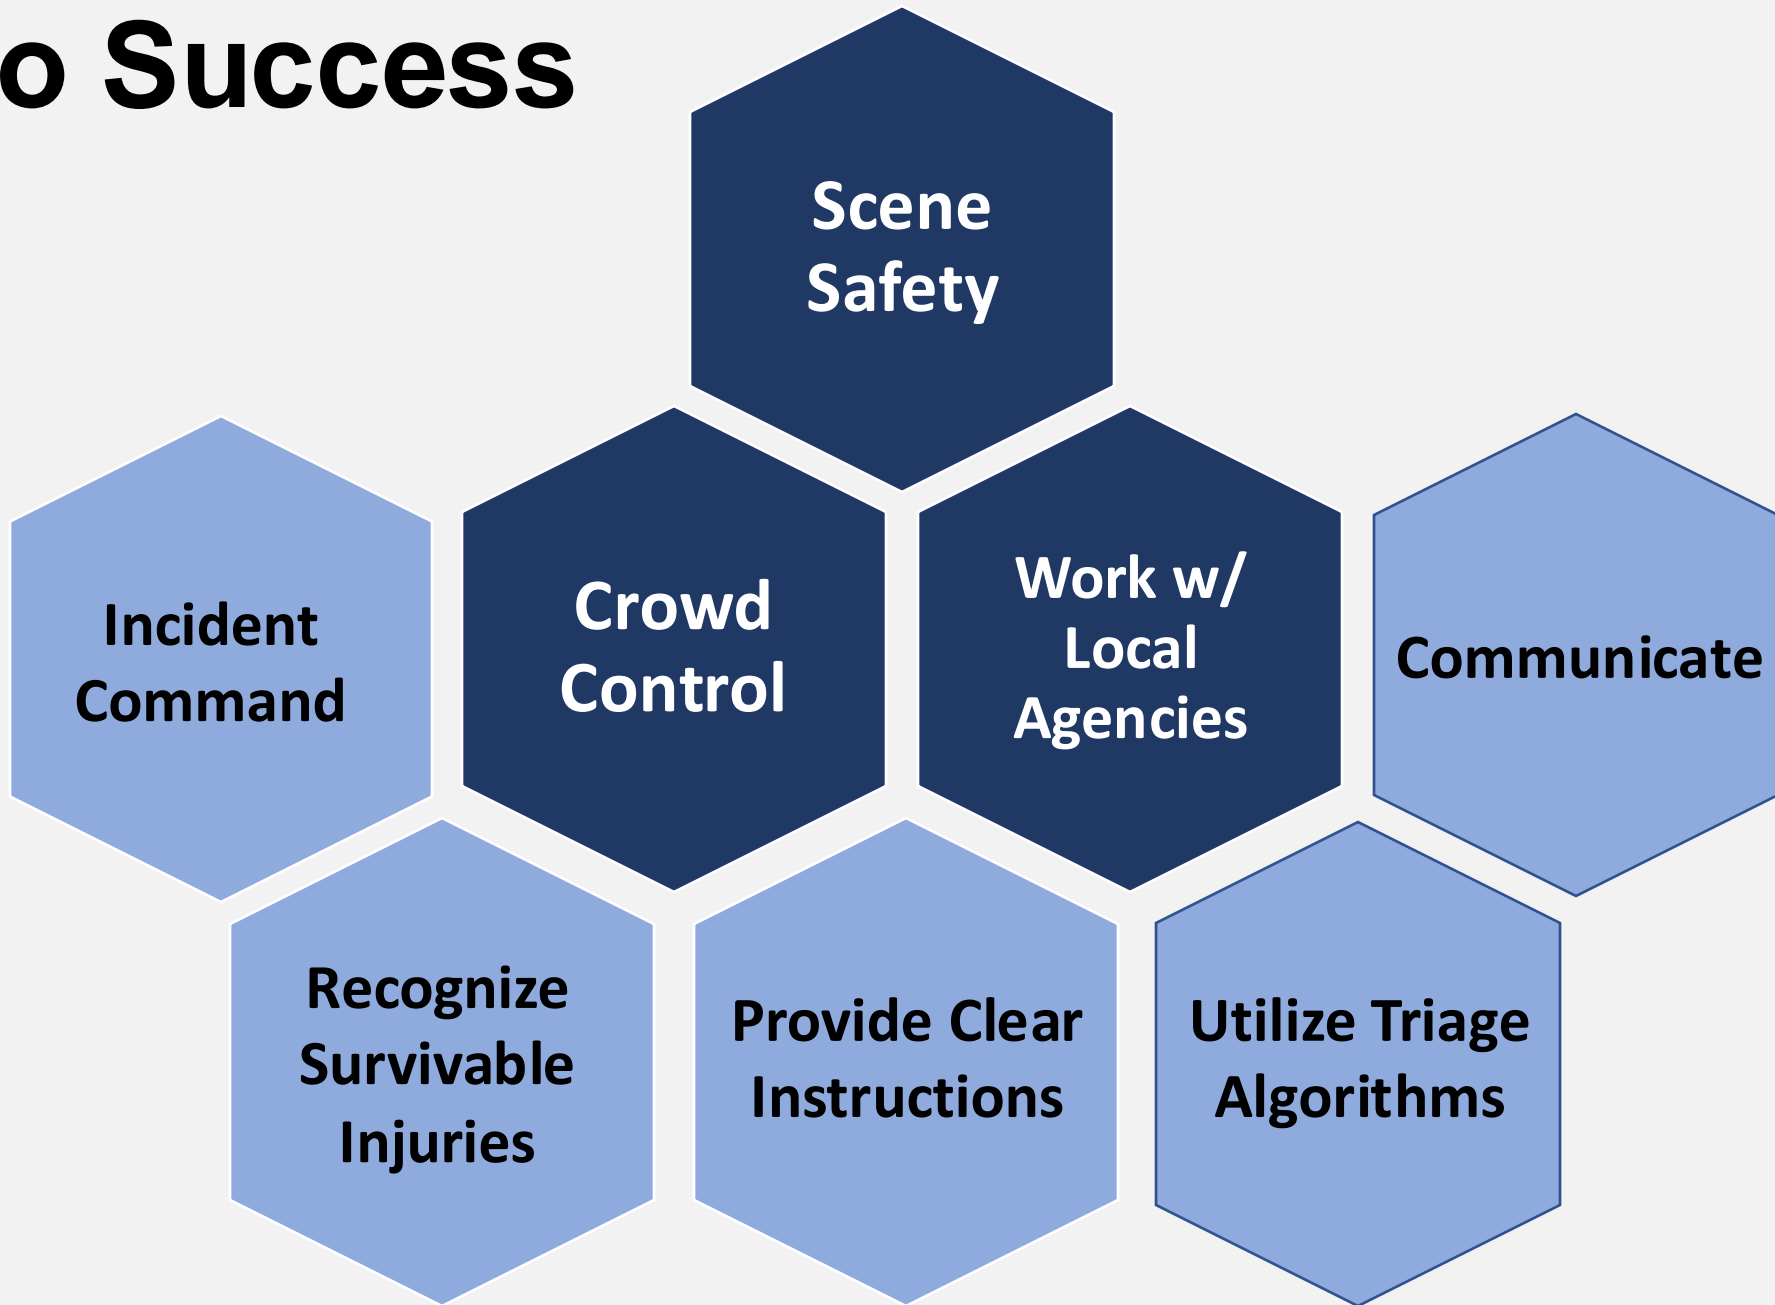 o Success
Scene
Safety
Incident
Command
Crowd
Control
Work w/
Local
Agencies
Communicate
Recognize
Survivable
Injuries
Provide Clear
Instructions
Utilize Triage
Algorithms